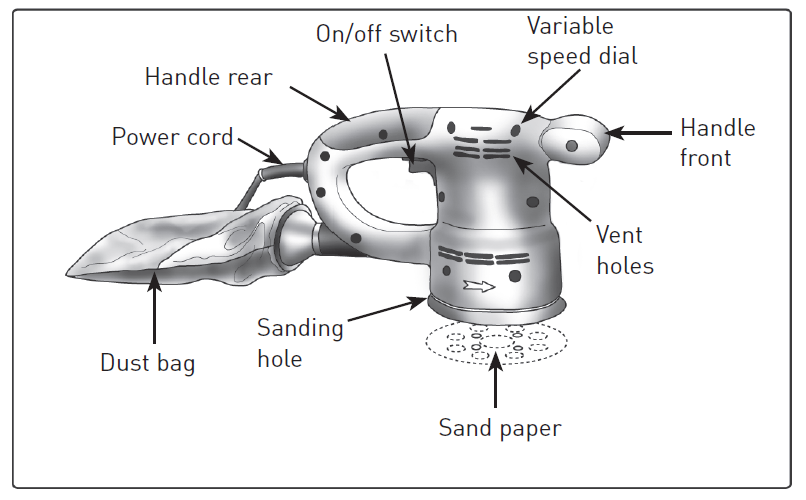 Variable
speed dial
On/off switch
Handle rear
Power cord
Handle
front
Vent
holes
Sanding
hole
Dust bag
Sand paper